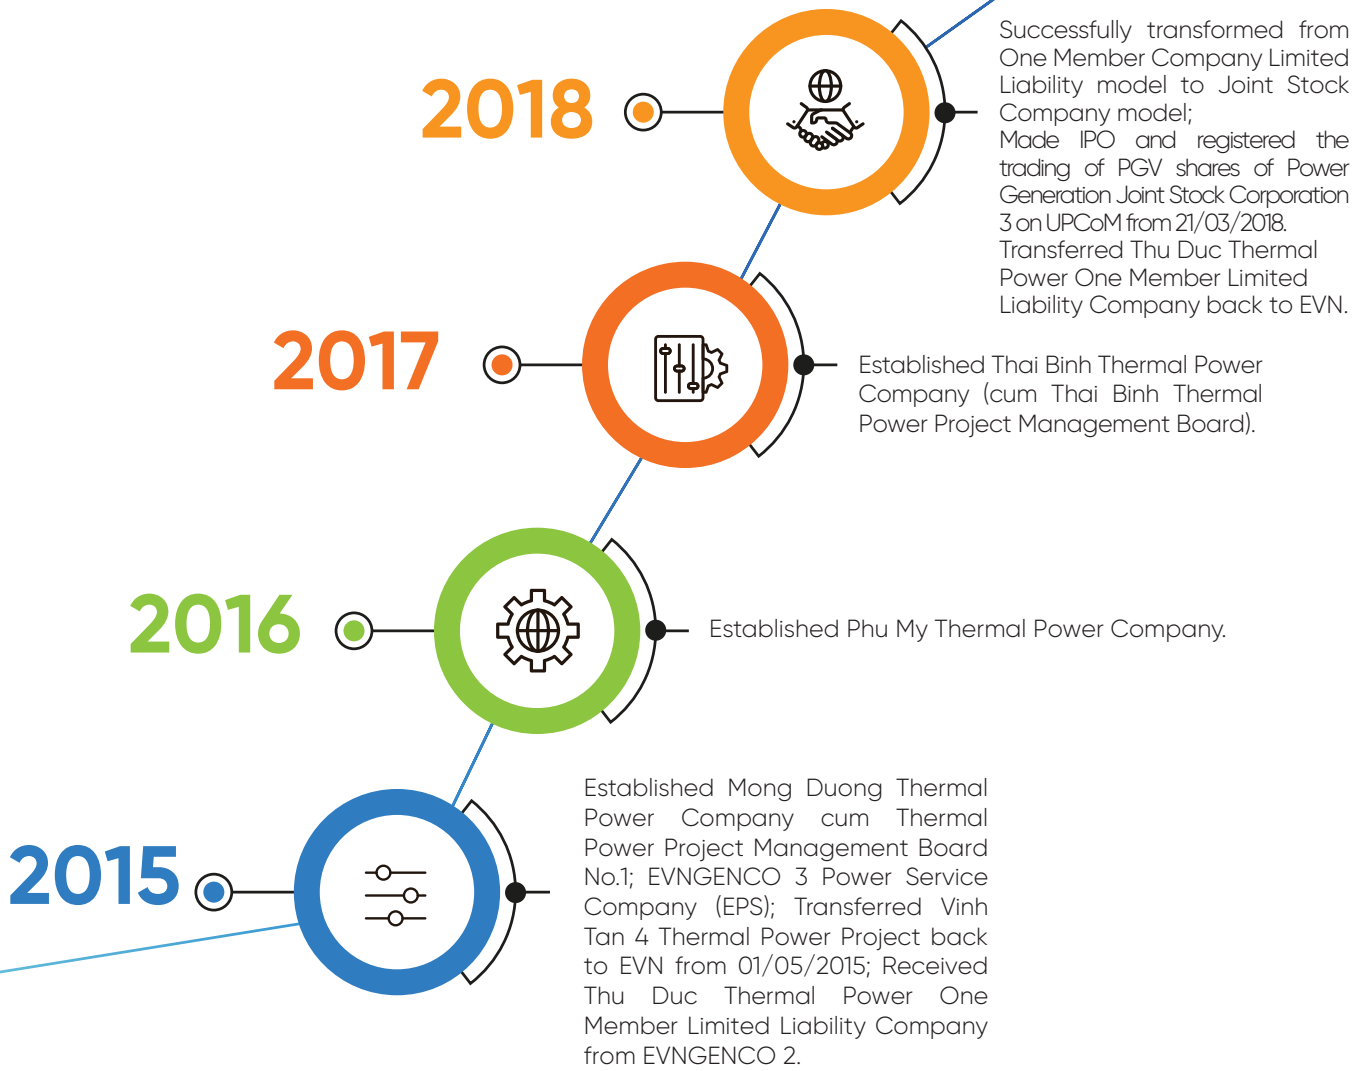 2018
Successfully transformed from
One Member Company Limited
Liability model to Joint Stock
Company model;
Made IPO and registered the
trading of PGV shares of Power
Generation Joint Stock Corporation
3 on UPCoM from 21/03/2018.
Transferred Thu Duc Thermal
Power One Member Limited
Liability Company back to EVN.
2017
Established Thai Binh Thermal Power
Company (cum Thai Binh Thermal
Power Project Management Board).
2016
Established Phu My Thermal Power Company.
2015
Established Mong Duong Thermal
Power Company cum Thermal
Power Project Management Board
No.1; EVNGENCO 3 Power Service
Company (EPS); Transferred Vinh
Tan 4 Thermal Power Project back
to EVN from 01/05/2015; Received
Thu Duc Thermal Power One
Member Limited Liability Company
from EVNGENCO 2.